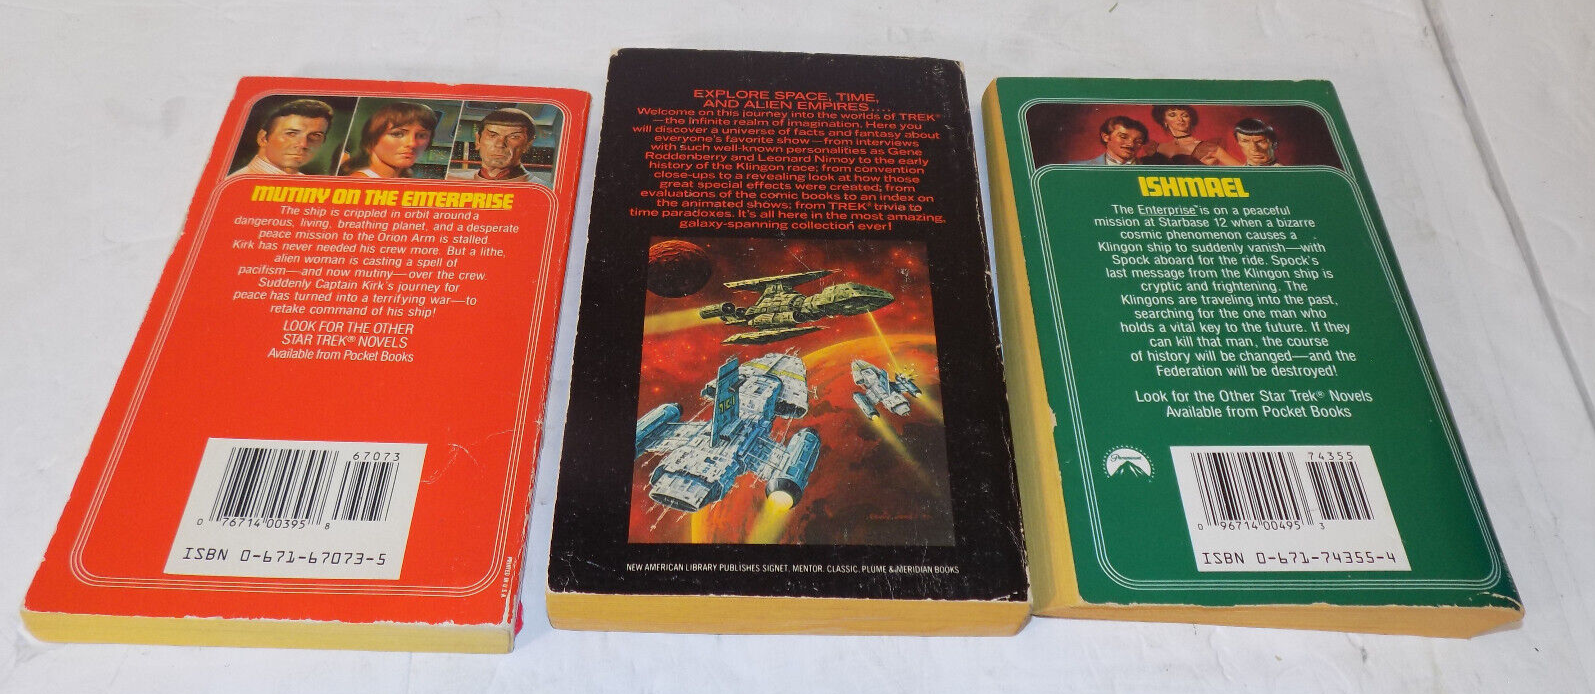 MUTINY ON THE ENTERPRISE
The ship is crippled in orbit around a
dangerous, living, breathing planet, and a desperate
peace mission to the Orion Arm is stalled.
Kirk has never needed his crew more. But a lithe,
alien woman is casting a spell of
pacifism—and now mutiny—over the crew.
Suddenly Captain Kirk's journey for
peace has turned into a terrifying war—to
retake command of his ship!
LOOK FOR THE OTHER
STAR TREK® NOVELS
Available from Pocket Books
67073
0 76714 00395 8
ISBN 0-671-67073-5
PRINTED IN U.S.A.
EXPLORE SPACE, TIME,
AND ALIEN EMPIRES....
Welcome on this journey into the worlds of TREK®
—the infinite realm of imagination. Here you
will discover a universe of facts and fantasy about
everyone's favorite show—from interviews
with such well-known personalities as Gene
Roddenberry and Leonard Nimoy to the early
history of the Klingon race; from convention
close-ups to a revealing look at how those
great special effects were created; from
evaluations of the comic books to an index on
the animated shows; from TREK® trivia to
time paradoxes. It's all here in the most amazing,
galaxy-spanning collection ever!
NEW AMERICAN LIBRARY PUBLISHES SIGNET, MENTOR, CLASSIC, PLUME & MERIDIAN BOOKS
ISHMAEL
The Enterprise is on a peaceful
mission at Starbase 12 when a bizarre
cosmic phenomenon causes a
Klingon ship to suddenly vanish—with
Spock aboard for the ride. Spock's
last message from the Klingon ship is
cryptic and frightening. The
Klingons are traveling into the past,
searching for the one man who
holds a vital key to the future. If they
can kill that man, the course
of history will be changed—and the
Federation will be destroyed!
Look for the Other Star Trek® Novels
Available from Pocket Books
Paramount
74355
0 96714 00495 3
ISBN 0-671-74355-4